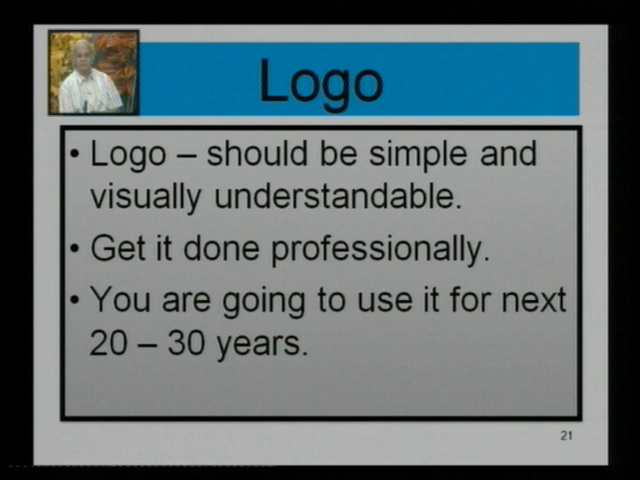 Logo
• Logo – should be simple and
visually understandable.
• Get it done professionally.
• You are going to use it for next
20 – 30 years.
21